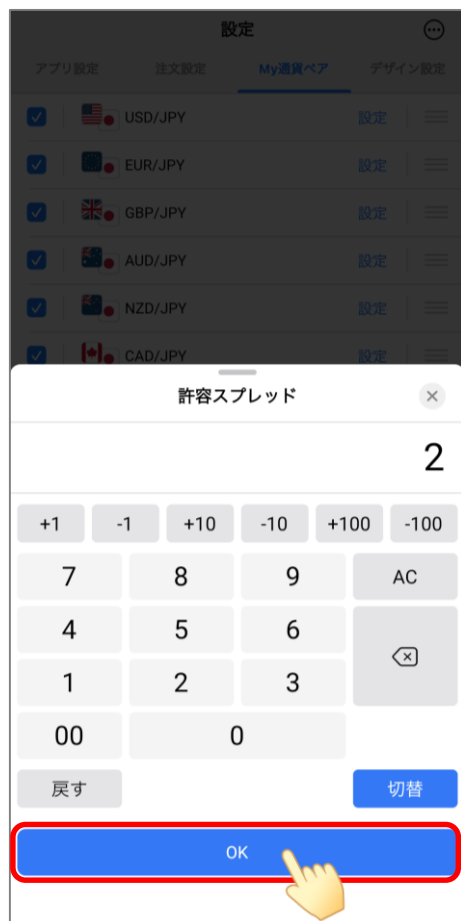 設定
アプリ設定 注文設定 My通貨ペア デザイン設定
USD/JPY 設定
EUR/JPY 設定
GBP/JPY 設定
AUD/JPY 設定
NZD/JPY 設定
CAD/JPY 設定
許容スプレッド
2
+1 -1 +10 -10 +100 -100
7 8 9 AC
4 5 6
1 2 3
00 0
戻す 切替
OK